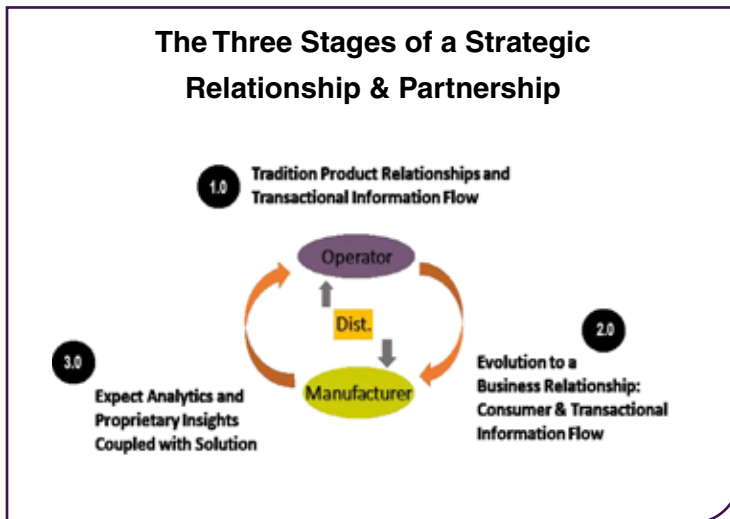 The Three Stages of a Strategic
Relationship & Partnership
1.0
Tradition Product Relationships and
Transactional Information Flow
Operator
Dist.
Manufacturer
2.0
Evolution to a
Business Relationship:
Consumer & Transactional
Information Flow
3.0
Expect Analytics and
Proprietary Insights
Coupled with Solution